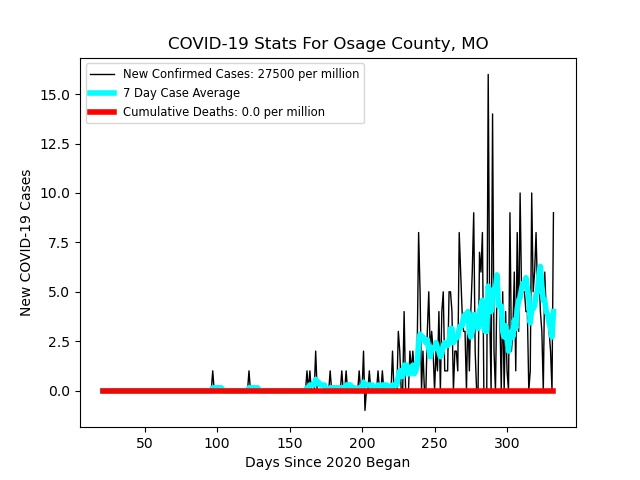 COVID-19 Stats For Osage County, MO
New Confirmed Cases: 27500 per million
7 Day Case Average
Cumulative Deaths: 0.0 per million
New COVID-19 Cases
15.0
12.5
10.0
7.5
5.0
2.5
0.0
50 100 150 200 250 300
Days Since 2020 Began